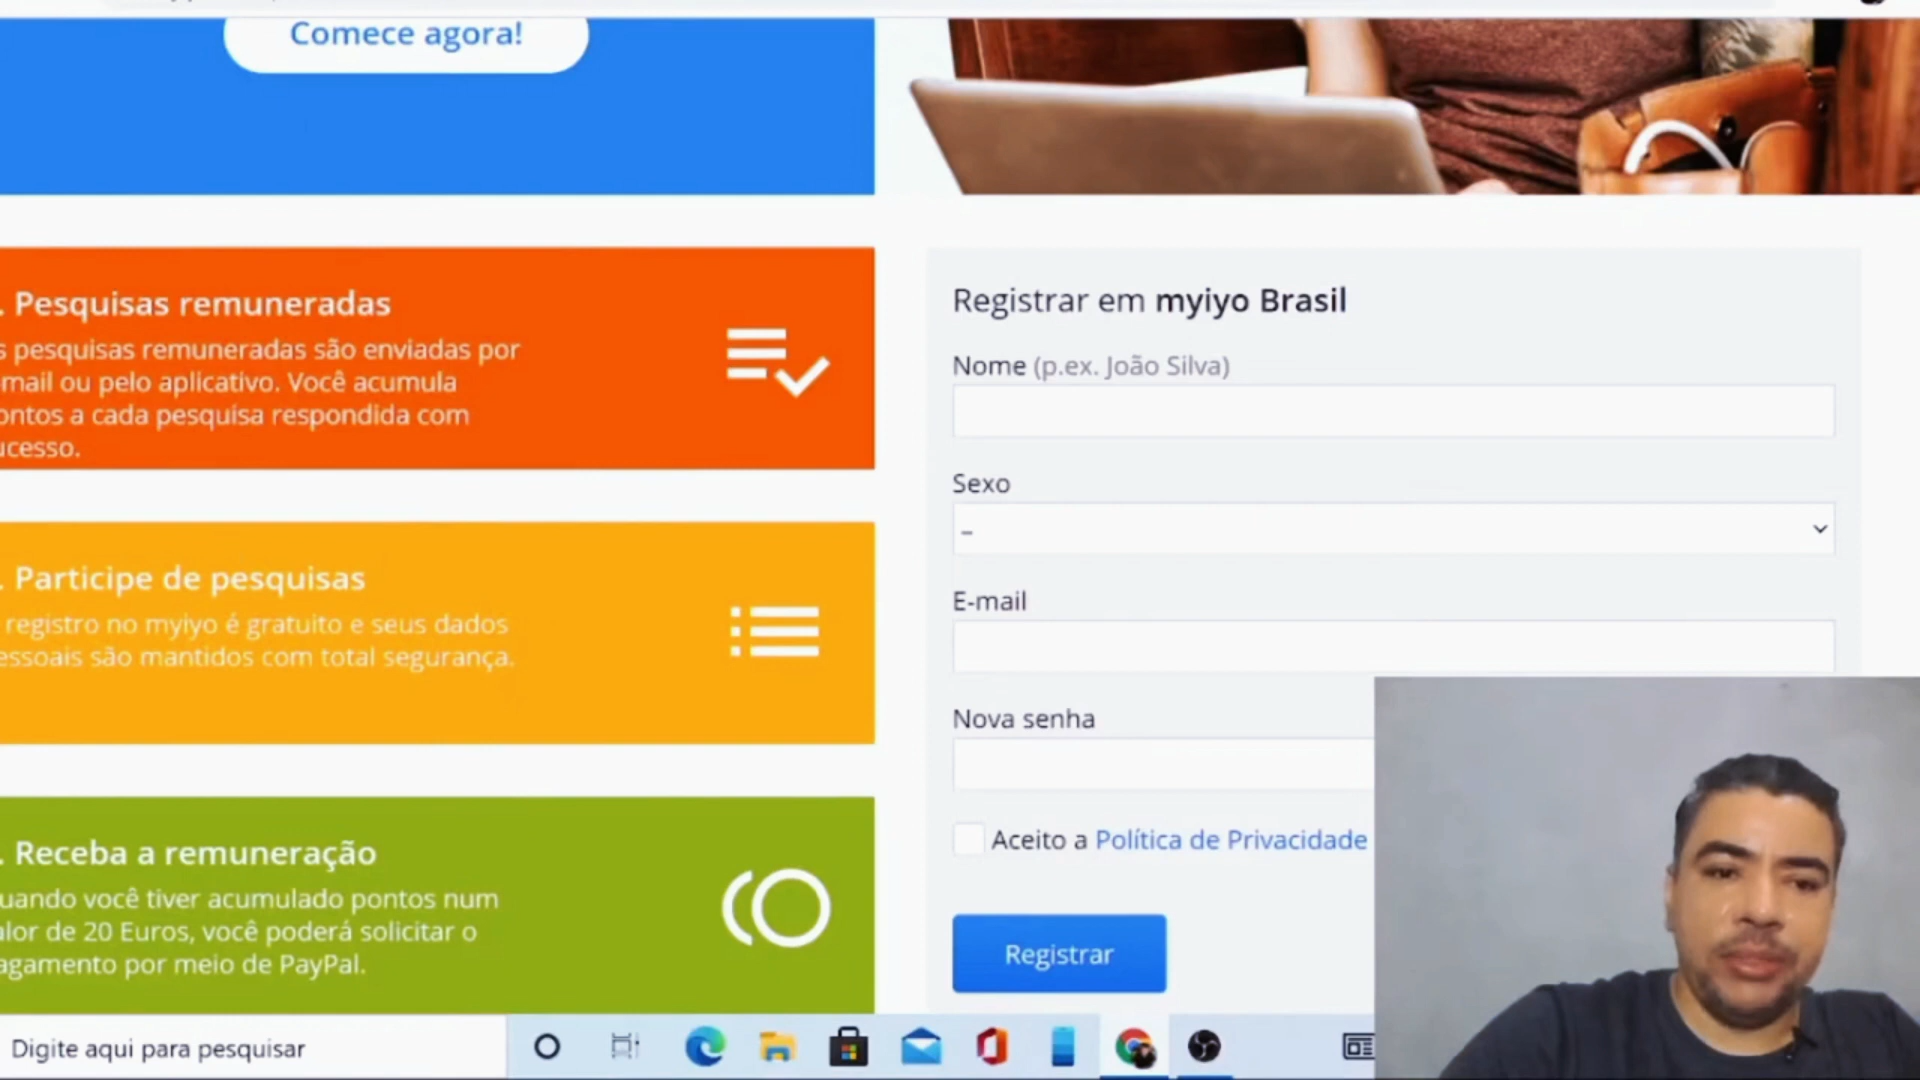 Comece agora!
. Pesquisas remuneradas
s pesquisas remuneradas são enviadas por
mail ou pelo aplicativo. Você acumula
ontos a cada pesquisa respondida com
ucesso.
. Participe de pesquisas
registro no myiyo é gratuito e seus dados
essoais são mantidos com total segurança.
. Receba a remuneração
uando você tiver acumulado pontos num
alor de 20 Euros, você poderá solicitar o
agamento por meio de PayPal.
Registrar em myiyo Brasil
Nome (p.ex. João Silva)
Sexo
–
E-mail
Nova senha
Aceito a Política de Privacidade
Registrar
Digite aqui para pesquisar